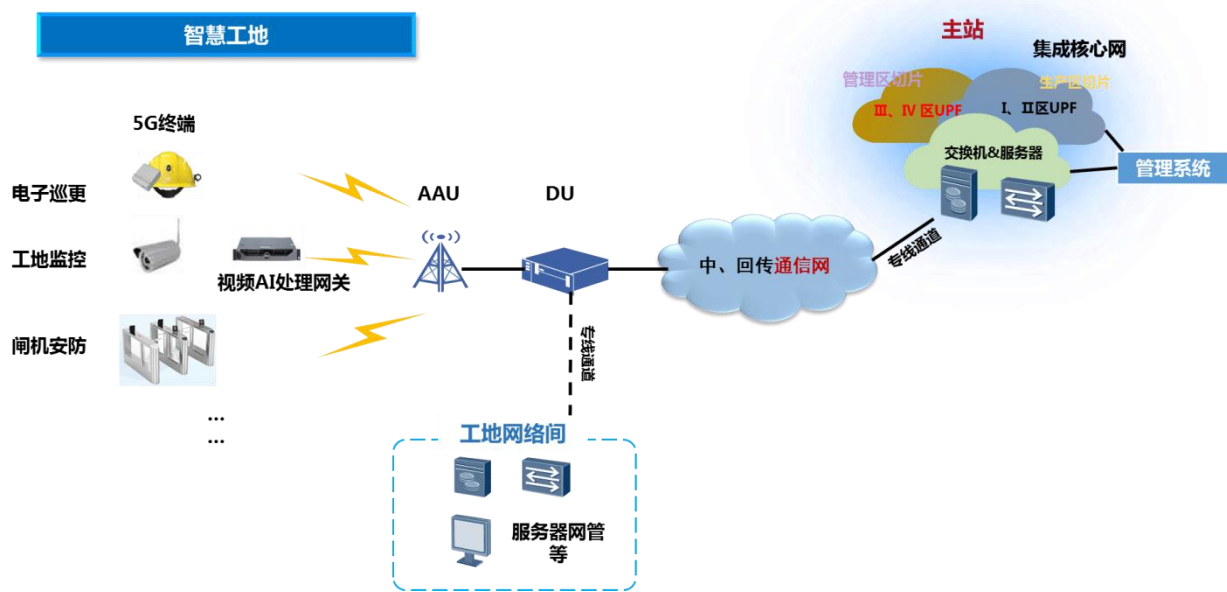 智慧工地
主站
集成核心网
管理区切片
生产区切片
III、IV 区UPF
I、II区UPF
交换机&服务器
管理系统
5G终端
电子巡更
AAU
DU
工地监控
视频AI处理网关
中、回传通信网
专线通道
闸机安防
专线通道
...
...
工地网络间
服务器网管
等